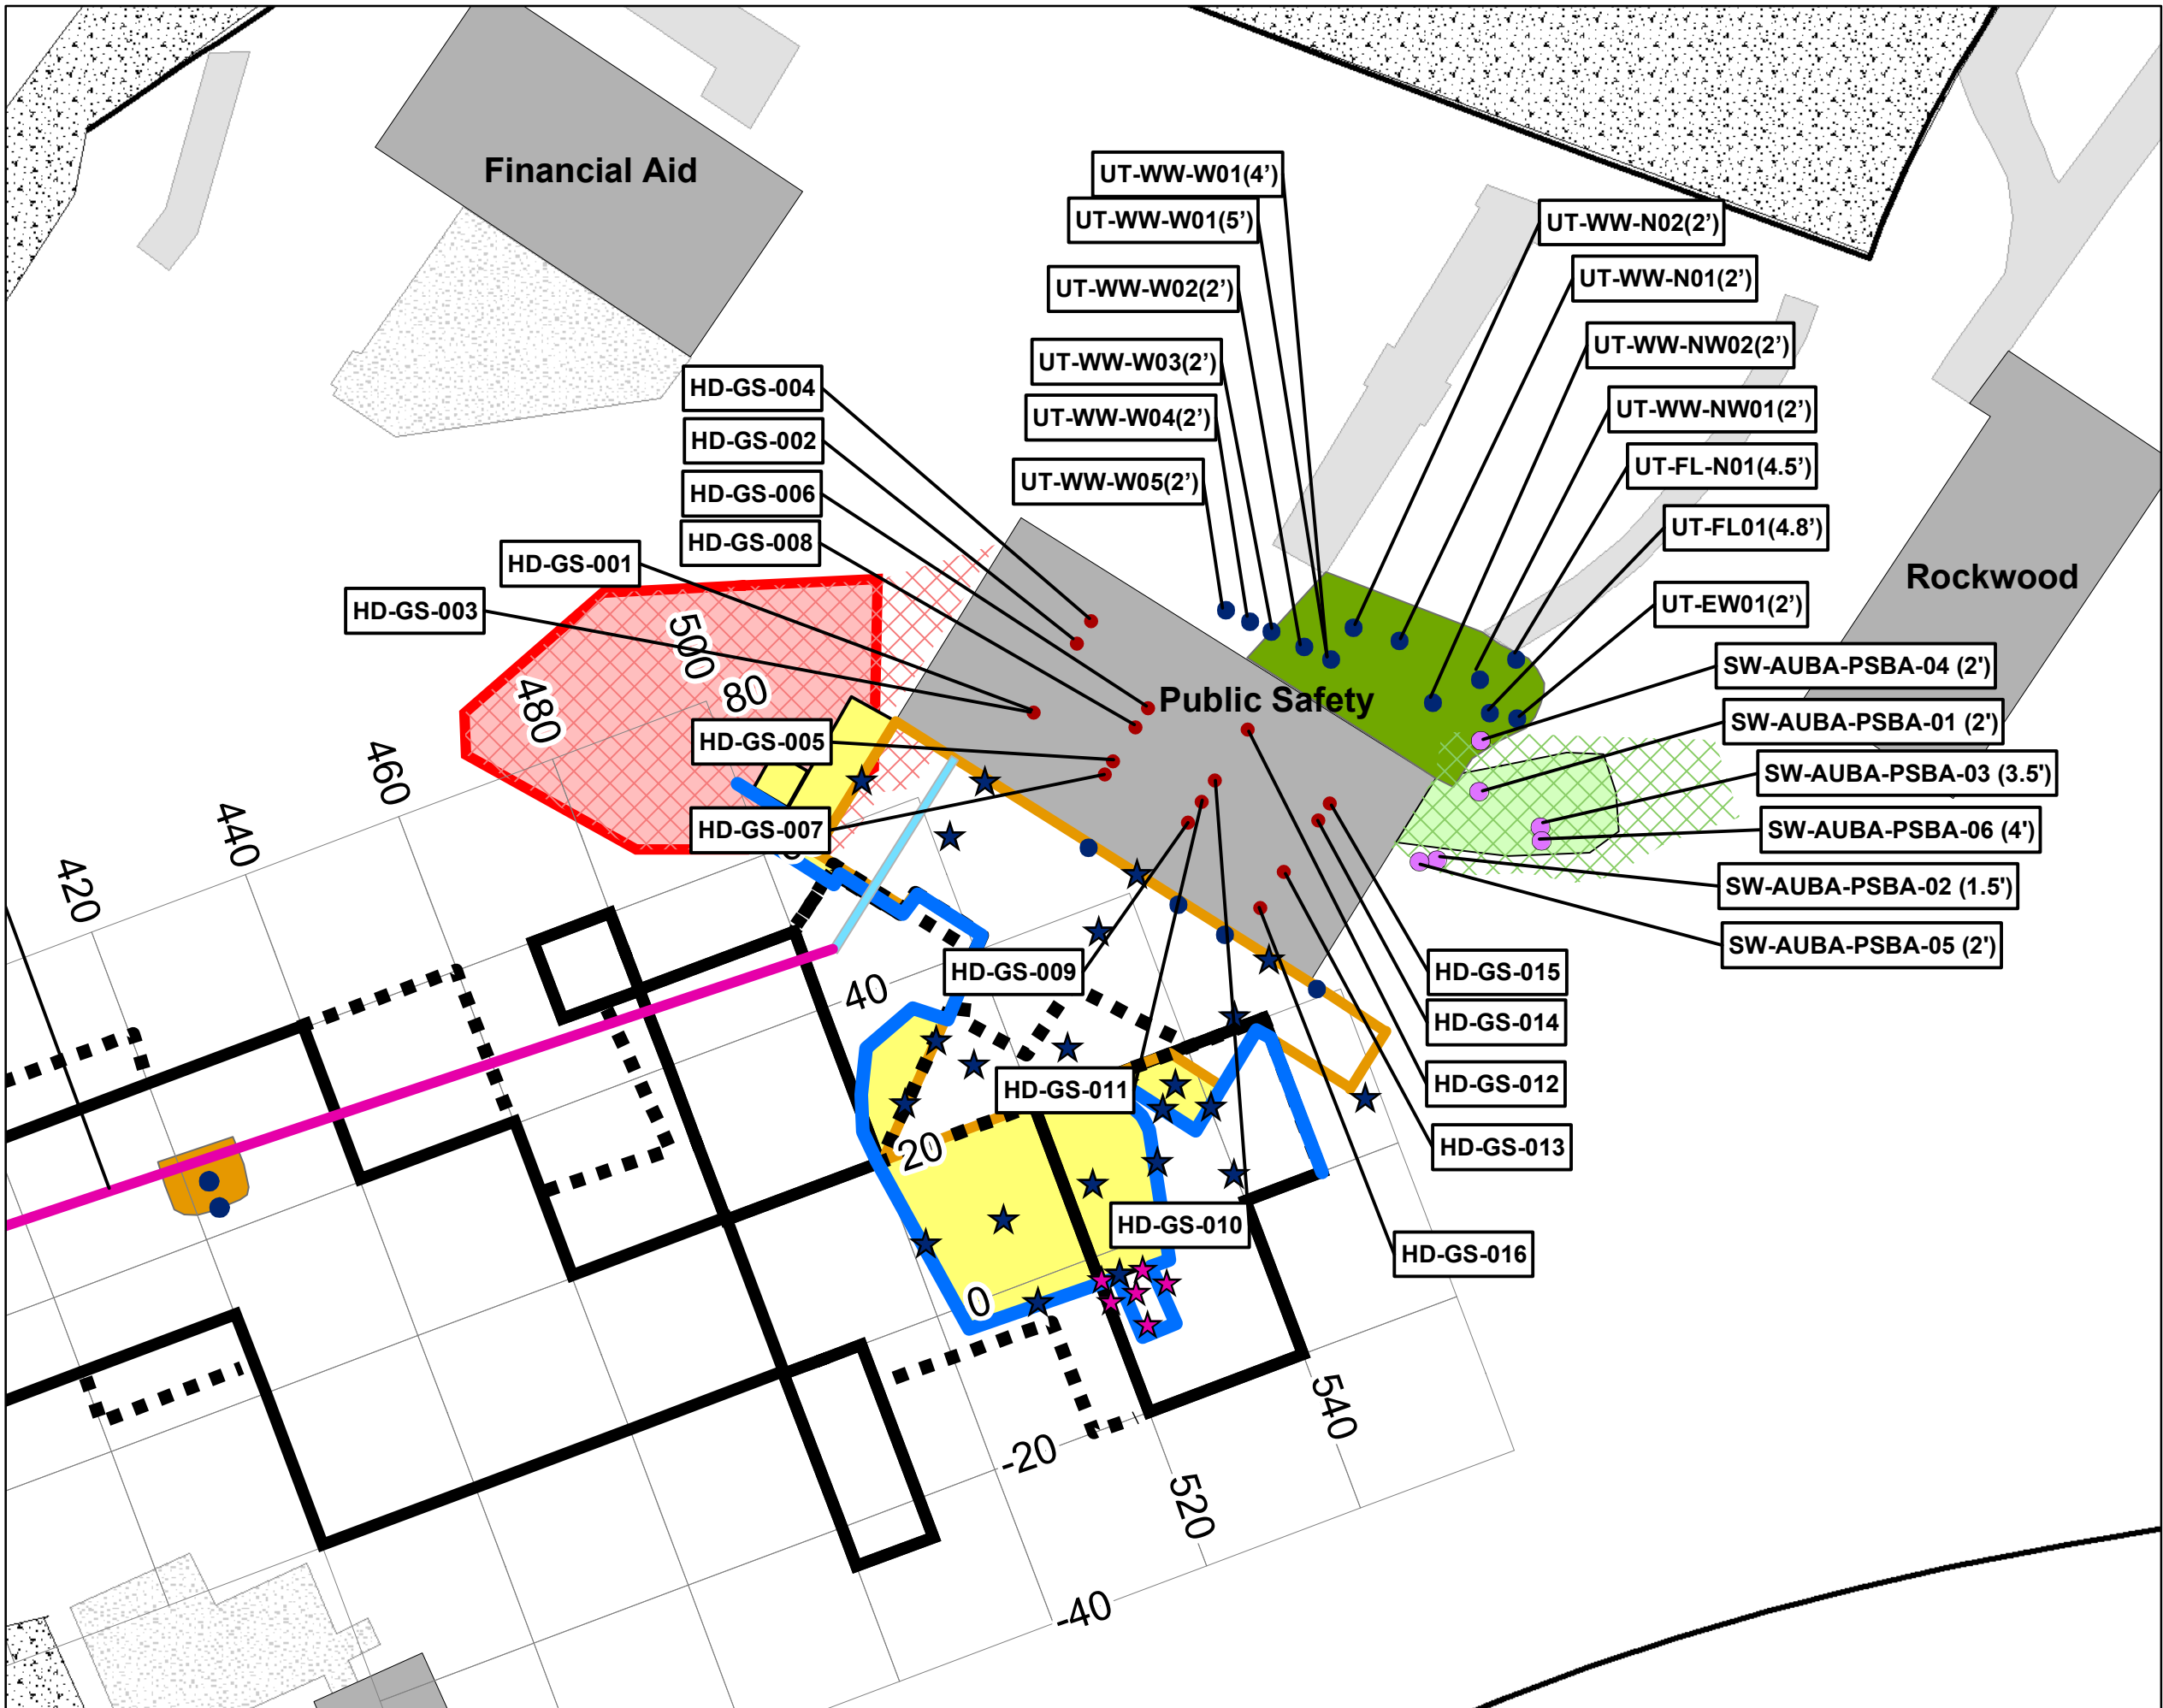 Financial Aid
UT-WW-W01(4')
UT-WW-W01(5')
UT-WW-N02(2')
UT-WW-N01(2')
UT-WW-W02(2')
UT-WW-NW02(2')
UT-WW-W03(2')
HD-GS-004
UT-WW-W04(2')
UT-WW-NW01(2')
HD-GS-002
UT-FL-N01(4.5')
HD-GS-006
UT-WW-W05(2')
UT-FL01(4.8')
HD-GS-008
HD-GS-001
Rockwood
HD-GS-003
UT-EW01(2')
500
SW-AUBA-PSBA-04 (2')
80
Public Safety
480
SW-AUBA-PSBA-01 (2')
HD-GS-005
460
SW-AUBA-PSBA-03 (3.5')
HD-GS-007
SW-AUBA-PSBA-06 (4')
440
420
SW-AUBA-PSBA-02 (1.5')
SW-AUBA-PSBA-05 (2')
HD-GS-009
HD-GS-015
40
HD-GS-014
HD-GS-011
HD-GS-012
HD-GS-013
20
HD-GS-010
HD-GS-016
0
540
-20
520
-40